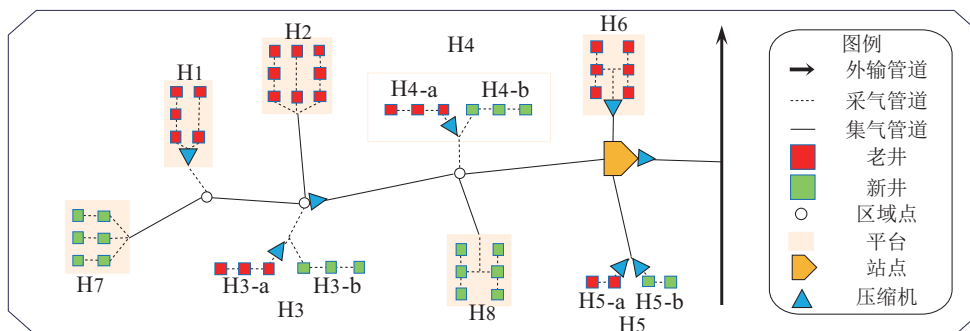 H1
H2
H4
H6
H4-a
H4-b
H7
H3-a
H3-b
H3
H8
H5-a
H5-b
H5
图例
外输管道
采气管道
集气管道
老井
新井
区域点
平台
站点
压缩机